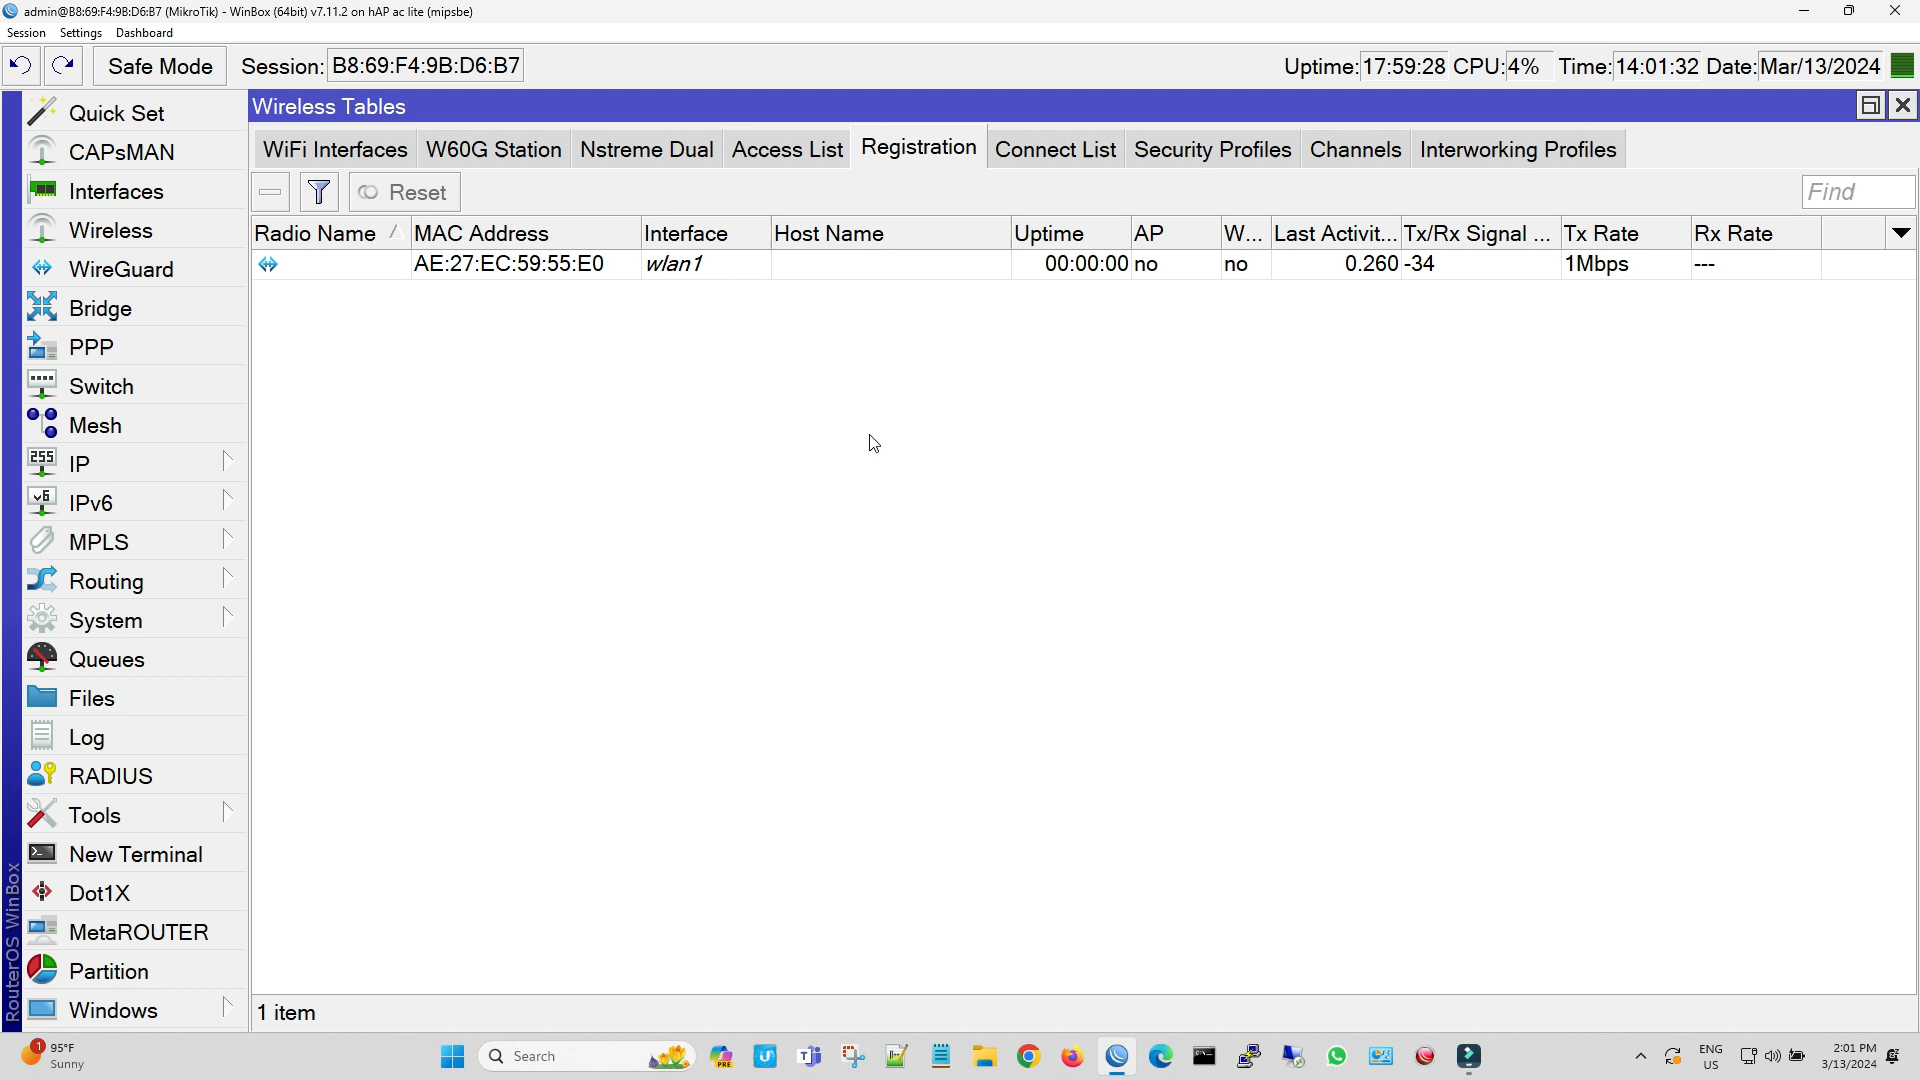 admin@B8:69:F4:9B:D6:B7 (MikroTik) - WinBox (64bit) v7.11.2 on hAP ac lite (mipsbe)
Session Settings Dashboard
Safe Mode Session: B8:69:F4:9B:D6:B7 Uptime: 17:59:28 CPU: 4% Time: 14:01:32 Date: Mar/13/2024
Quick Set
CAPsMAN
Interfaces
Wireless
WireGuard
Bridge
PPP
Switch
Mesh
255 IP
v6 IPv6
MPLS
Routing
System
Queues
Files
Log
RADIUS
Tools
New Terminal
Dot1X
MetaROUTER
Partition
Windows
RouterOS WinBox
Wireless Tables
WiFi Interfaces W60G Station Nstreme Dual Access List Registration Connect List Security Profiles Channels Interworking Profiles
Reset Find
Radio Name MAC Address Interface Host Name Uptime AP W... Last Activit... Tx/Rx Signal ... Tx Rate Rx Rate
AE:27:EC:59:55:E0 wlan1 00:00:00 no no 0.260 -34 1Mbps ---
1 item
1 95°F
Sunny
Search
PRE
ENG
US
2:01 PM
3/13/2024